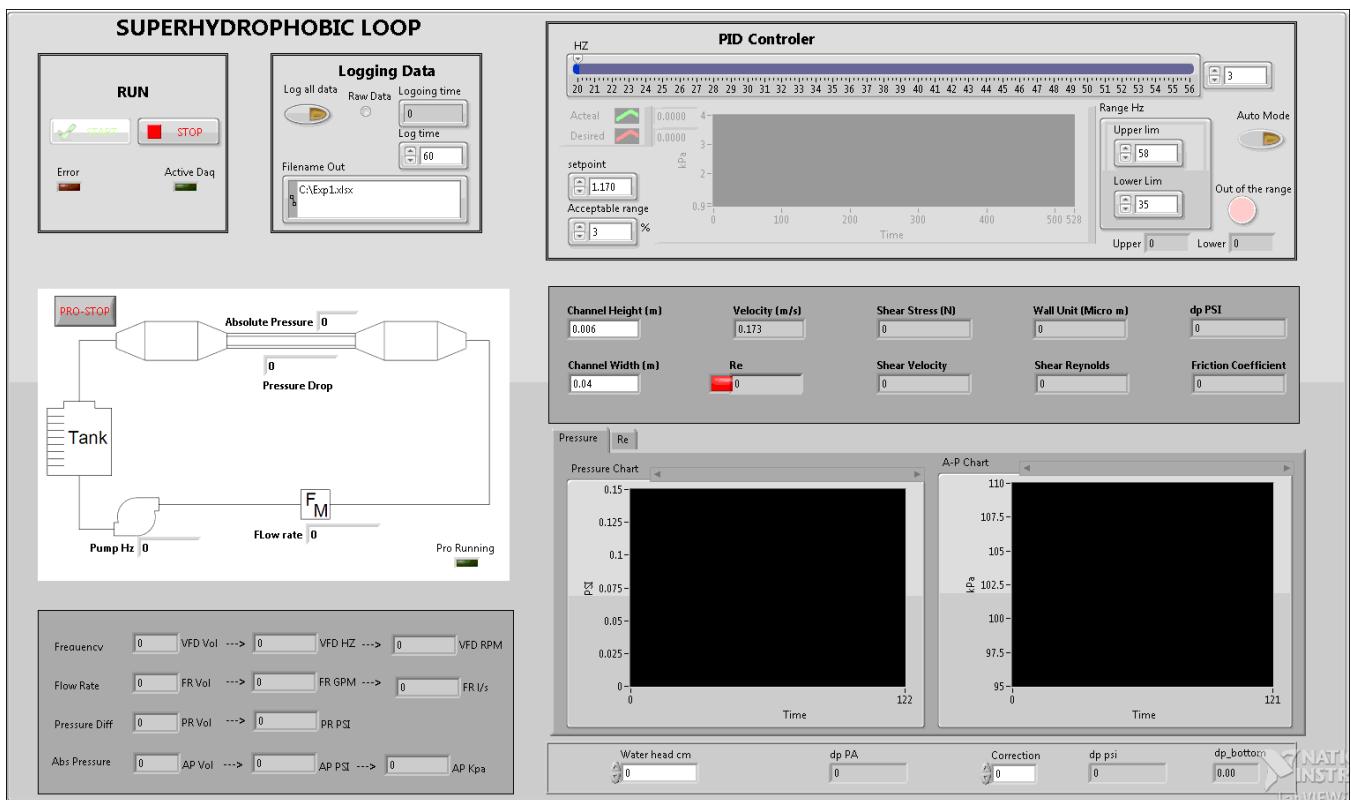 SUPERHYDROPHOBIC LOOP
RUN
START
STOP
Error
Active Daq
Logging Data
Log all data
Raw Data
Logoing time
0
Log time
60
Filename Out
C:\Exp1.xlsx
PID Controler
HZ
20 21 22 23 24 25 26 27 28 29 30 31 32 33 34 35 36 37 38 39 40 41 42 43 44 45 46 47 48 49 50 51 52 53 54 55 56
3
Acteal
0.0000
Desired
0.0000
setpoint
1.170
Acceptable range
3
%
4
3
2
0.9
kPa
0 100 200 300 400 500 528
Time
Range Hz
Upper lim
58
Lower Lim
35
Auto Mode
Out of the range
Upper 0 Lower 0
PRO-STOP
Absolute Pressure 0
0
Pressure Drop
Tank
F
M
Pump Hz 0
FLow rate 0
Pro Running
Channel Height (m)
0.006
Velocity (m/s)
0.173
Shear Stress (N)
0
Wall Unit (Micro m)
0
dp PSI
0
Channel Width (m)
0.04
Re
0
Shear Velocity
0
Shear Reynolds
0
Friction Coefficient
0
Pressure
Re
Pressure Chart
0.15
0.125
0.1
0.075
0.05
0.025
0
PSI
0 122
Time
A-P Chart
110
107.5
105
102.5
100
97.5
95
kPa
0 121
Time
Frequency 0 VFD Vol ---> 0 VFD HZ ---> 0 VFD RPM
Flow Rate 0 FR Vol ---> 0 FR GPM ---> 0 FR l/s
Pressure Diff 0 PR Vol ---> 0 PR PSI
Abs Pressure 0 AP Vol ---> 0 AP PSI ---> 0 AP Kpa
Water head cm
0
dp PA
0
Correction
0
dp psi
0
dp_bottom
0.00